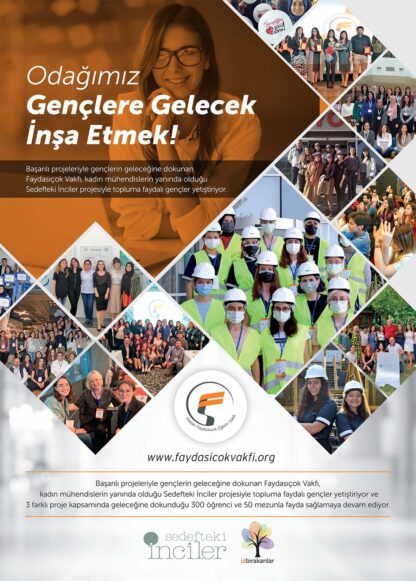 Odağımız
Gençlere Gelecek
İnşa Etmek!
Başarılı projeleriyle gençlerin geleceğine dokunan
Faydasıçok Vakfı, kadın mühendislerin yanında olduğu
Sedefteki İnciler projesiyle topluma faydalı gençler yetiştiriyor.
www.faydasicokvakfi.org
Başarılı projeleriyle gençlerin geleceğine dokunan Faydasıçok Vakfı,
kadın mühendislerin yanında olduğu Sedefteki İnciler projesiyle topluma faydalı gençler yetiştiriyor ve
3 farklı proje kapsamında geleceğine dokunduğu 300 öğrenci ve 50 mezunla fayda sağlamaya devam ediyor.
sedefteki
inciler
izbırakanlar